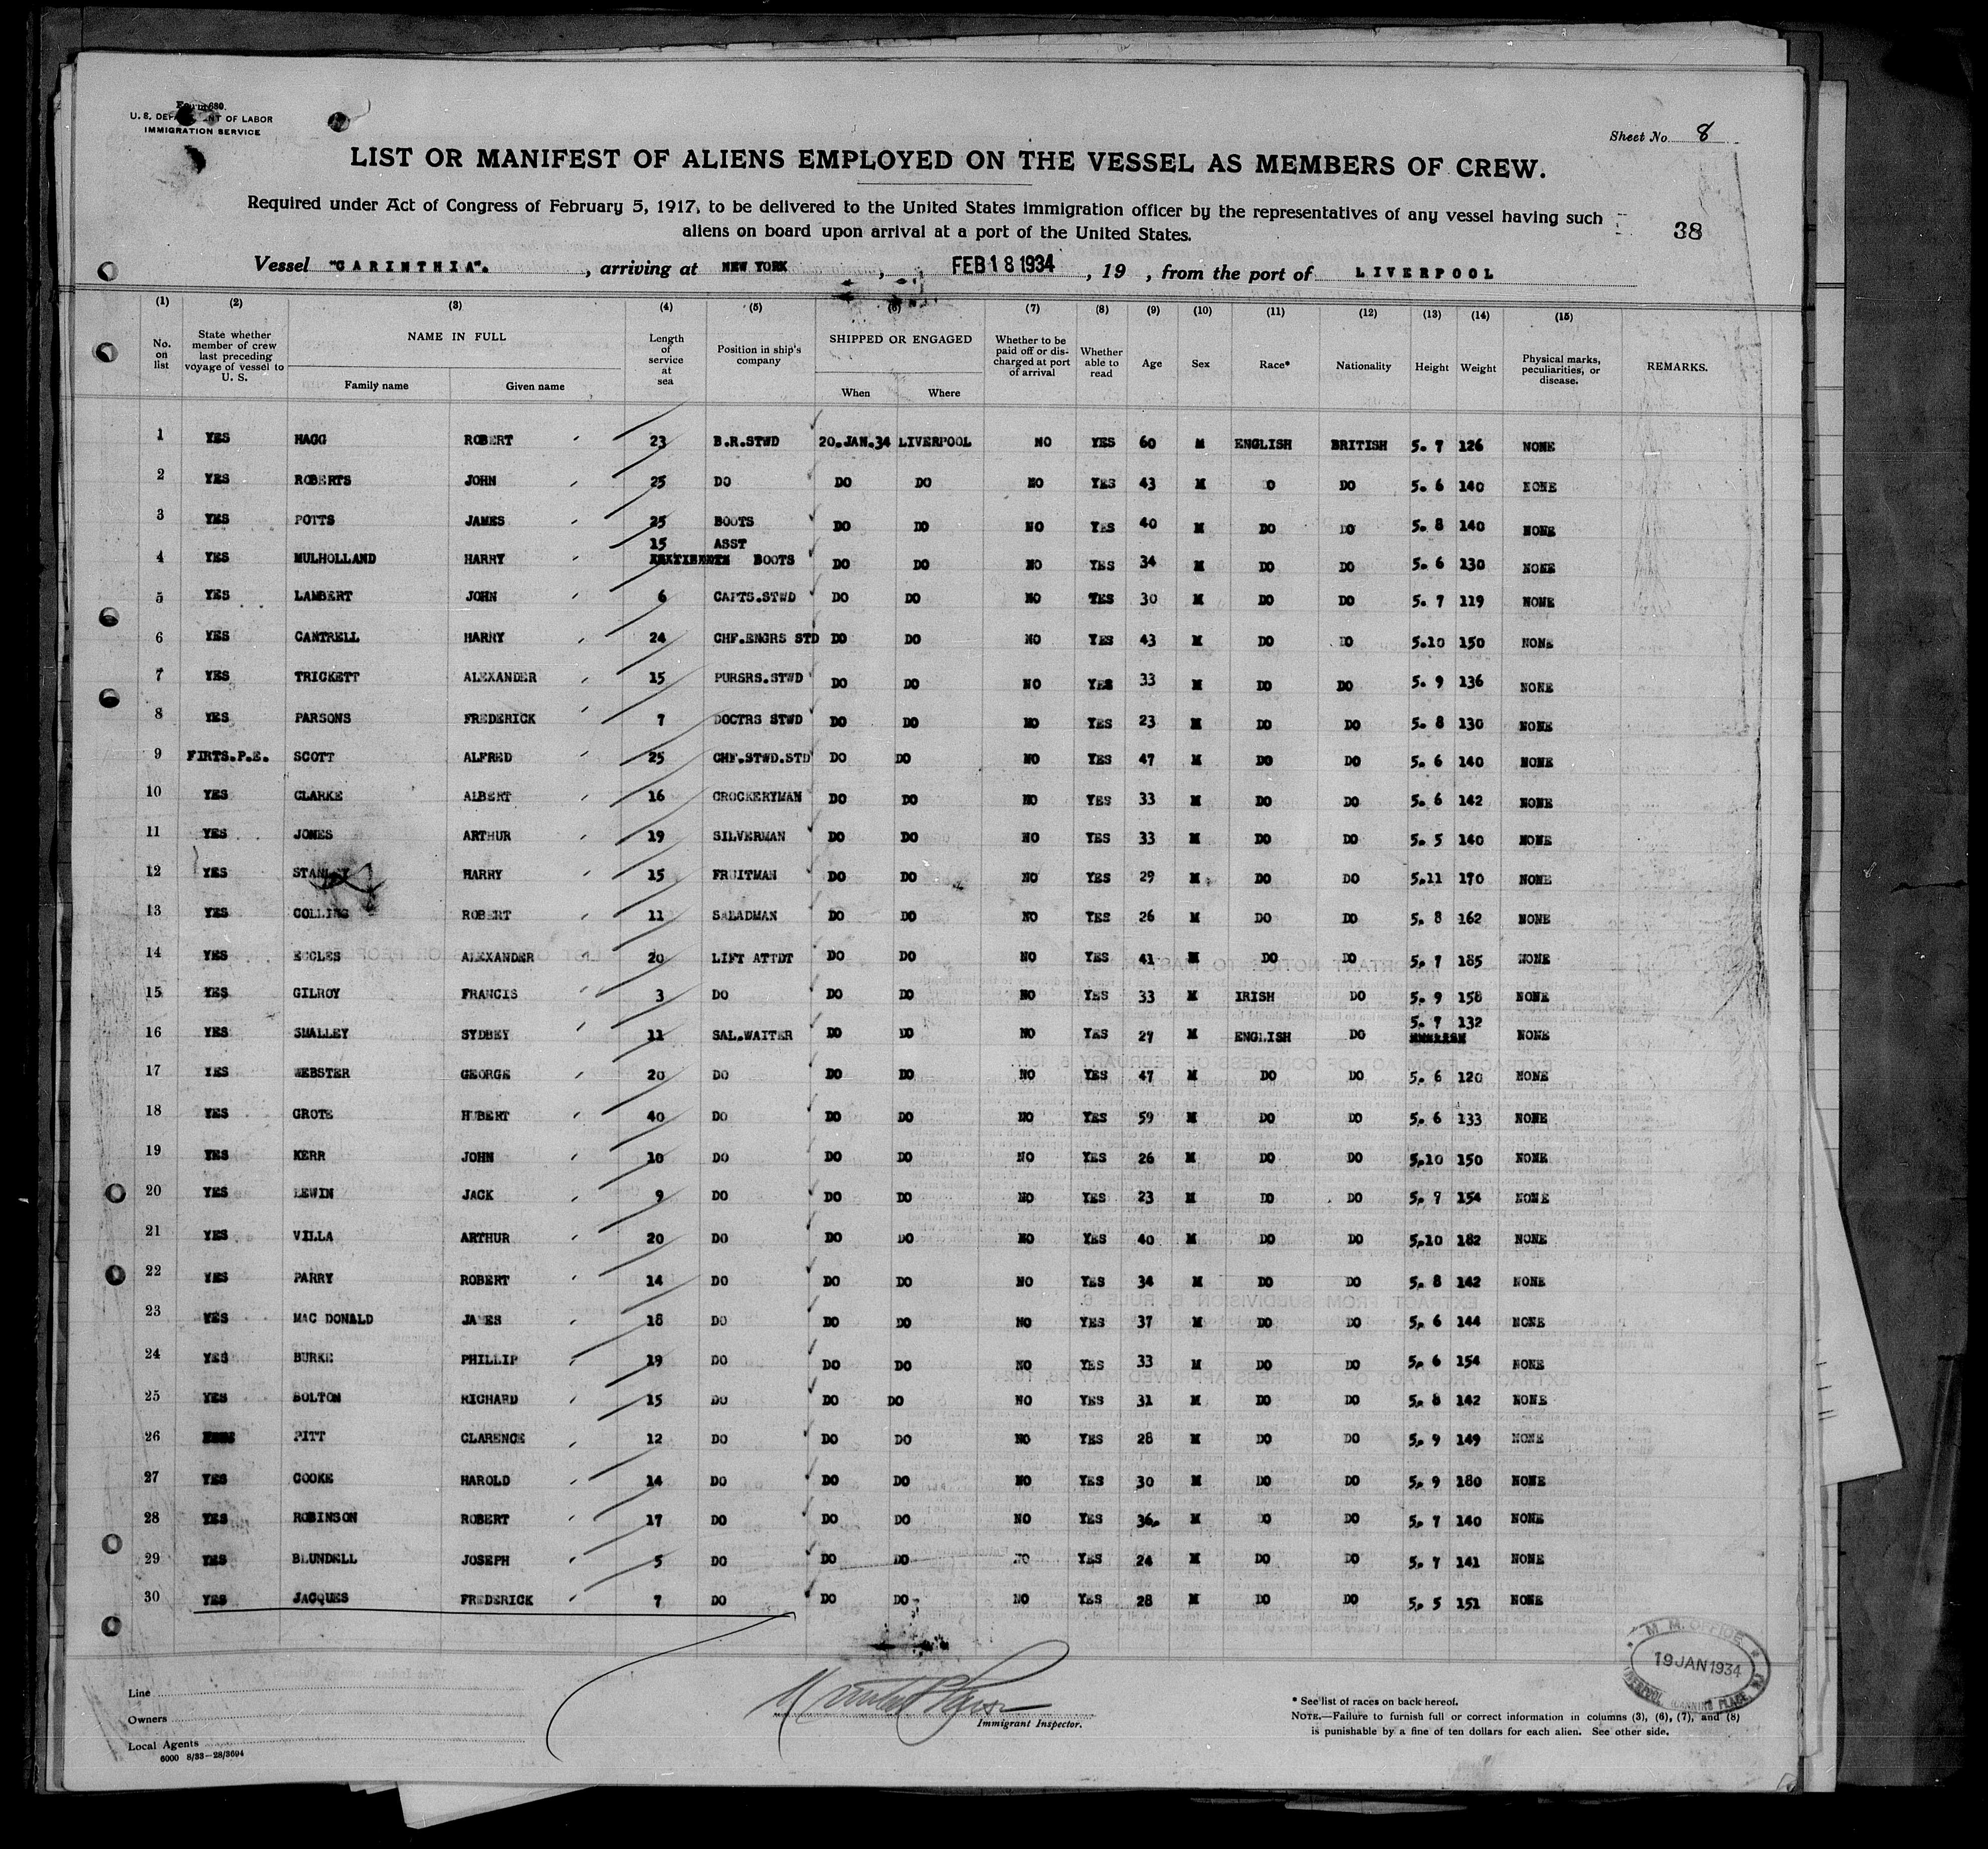 Form 680.
U. S. DEPA NT OF LABOR
IMMIGRATION SERVICE
Sheet No. 8
LIST OR MANIFEST OF ALIENS EMPLOYED ON THE VESSEL AS MEMBERS OF CREW.
Required under Act of Congress of February 5, 1917, to be delivered to the United States immigration officer by the representatives of any vessel having such
aliens on board upon arrival at a port of the United States.
38
Vessel "CARINTHIA". , arriving at NEW YORK , FEB 18 1934 , 19 , from the port of LIVERPOOL
(1) (2) (3) (4) (5) (6) (7) (8) (9) (10) (11) (12) (13) (14) (15)
No. on list State whether member of crew last preceding voyage of vessel to U. S. NAME IN FULL Family name Given name Length of service at sea Position in ship's company SHIPPED OR ENGAGED When Where Whether to be paid off or discharged at port of arrival Whether able to read Age Sex Race* Nationality Height Weight Physical marks, peculiarities, or disease. REMARKS.
1 YES HAGG ROBERT 23 B.R.STWD 20.JAN.34 LIVERPOOL NO YES 60 M ENGLISH BRITISH 5. 7 126 NONE
2 YES ROBERTS JOHN 25 DO DO DO NO YES 43 M DO DO 5. 6 140 NONE
3 YES POTTS JAMES 25 BOOTS DO DO NO YES 40 M DO DO 5. 8 140 NONE
15 ASST
4 YES MULHOLLAND HARRY BOOTS DO DO NO YES 34 M DO DO 5. 6 130 NONE
5 YES LAMBERT JOHN 6 CAPTS.STWD DO DO NO YES 30 M DO DO 5. 7 119 NONE
6 YES CANTRELL HARRY 24 CHF.ENGRS STD DO DO NO YES 43 M DO DO 5.10 150 NONE
7 YES TRICKETT ALEXANDER 15 PURSRS.STWD DO DO NO YES 33 M DO DO 5. 9 136 NONE
8 YES PARSONS FREDERICK 7 DOCTRS STWD DO DO NO YES 23 M DO DO 5. 8 130 NONE
9 FIRTS.P.E. SCOTT ALFRED 25 CHF.STWD.STD DO DO NO YES 47 M DO DO 5. 6 140 NONE
10 YES CLARKE ALBERT 16 CROCKERYMAN DO DO NO YES 33 M DO DO 5. 6 142 NONE
11 YES JONES ARTHUR 19 SILVERMAN DO DO NO YES 33 M DO DO 5. 5 140 NONE
12 YES STANLEY HARRY 15 FRUITMAN DO DO NO YES 29 M DO DO 5.11 170 NONE
13 YES COLLINS ROBERT 11 SALADMAN DO DO NO YES 26 M DO DO 5. 8 162 NONE
14 YES ECCLES ALEXANDER 20 LIFT ATTDT DO DO NO YES 41 M DO DO 5. 7 185 NONE
15 YES GILROY FRANCIS 3 DO DO DO NO YES 33 M IRISH DO 5. 9 158 NONE
16 YES SMALLEY SYDBEY 11 SAL.WAITER DO DO NO YES 27 M ENGLISH DO 5. 7 132 NONE
17 YES WEBSTER GEORGE 20 DO DO DO NO YES 47 M DO DO 5. 6 120 NONE
18 YES GROTE HUBERT 40 DO DO DO NO YES 59 M DO DO 5. 6 133 NONE
19 YES KERR JOHN 10 DO DO DO NO YES 26 M DO DO 5.10 150 NONE
20 YES LEWIN JACK 9 DO DO DO NO YES 23 M DO DO 5. 7 154 NONE
21 YES VILLA ARTHUR 20 DO DO DO NO YES 40 M DO DO 5.10 182 NONE
22 YES PARRY ROBERT 14 DO DO DO NO YES 34 M DO DO 5. 8 142 NONE
23 YES MAC DONALD JAMES 18 DO DO DO NO YES 37 M DO DO 5. 6 144 NONE
24 YES BURKE PHILLIP 19 DO DO DO NO YES 33 M DO DO 5. 6 154 NONE
25 YES BOLTON RICHARD 15 DO DO DO NO YES 31 M DO DO 5. 8 142 NONE
26 PITT CLARENCE 12 DO DO DO NO YES 28 M DO DO 5. 9 149 NONE
27 YES COOKE HAROLD 14 DO DO DO NO YES 30 M DO DO 5. 9 180 NONE
28 YES ROBINSON ROBERT 17 DO DO DO NO YES 36. M DO DO 5. 7 140 NONE
29 YES BLUNDELL JOSEPH 5 DO DO DO NO YES 24 M DO DO 5. 7 141 NONE
30 YES JACQUES FREDERICK 7 DO DO DO NO YES 28 M DO DO 5. 5 151 NONE
M. M. OFFICE
19 JAN 1934
LIVERPOOL CANNING PLACE
Line
Owners
Local Agents
6000 8/33-28/3694
Immigrant Inspector.
* See list of races on back hereof.
NOTE.—Failure to furnish full or correct information in columns (3), (6), (7), and (8)
is punishable by a fine of ten dollars for each alien. See other side.